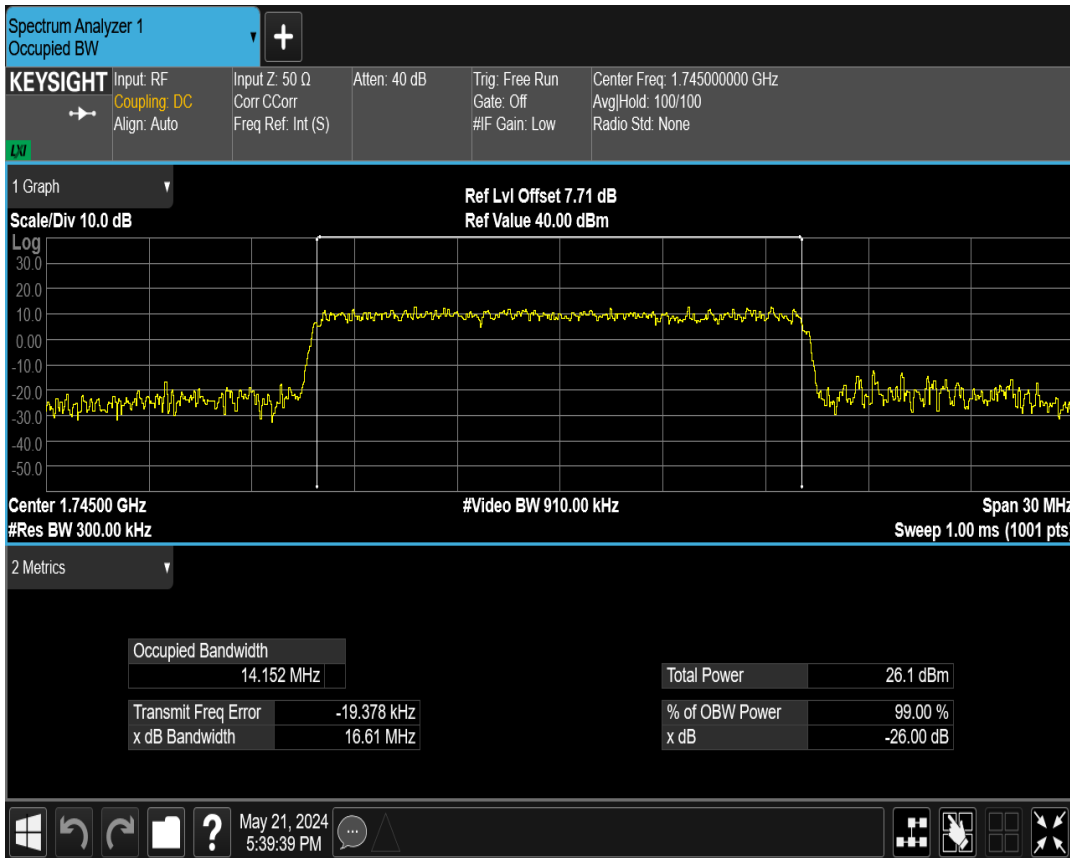 Spectrum Analyzer 1
Occupied BW
+
KEYSIGHT
LXI
Input: RF
Coupling: DC
Align: Auto
Input Z: 50 Ω
Corr CCorr
Freq Ref: Int (S)
Atten: 40 dB
Trig: Free Run
Gate: Off
#IF Gain: Low
Center Freq: 1.745000000 GHz
Avg|Hold: 100/100
Radio Std: None
1 Graph
Scale/Div 10.0 dB
Ref Lvl Offset 7.71 dB
Ref Value 40.00 dBm
Log
30.0
20.0
10.0
0.00
-10.0
-20.0
-30.0
-40.0
-50.0
Center 1.74500 GHz
#Video BW 910.00 kHz
Span 30 MHz
#Res BW 300.00 kHz
Sweep 1.00 ms (1001 pts)
2 Metrics
Occupied Bandwidth
14.152 MHz
Transmit Freq Error -19.378 kHz
x dB Bandwidth 16.61 MHz
Total Power 26.1 dBm
% of OBW Power 99.00 %
x dB -26.00 dB
?
May 21, 2024
5:39:39 PM